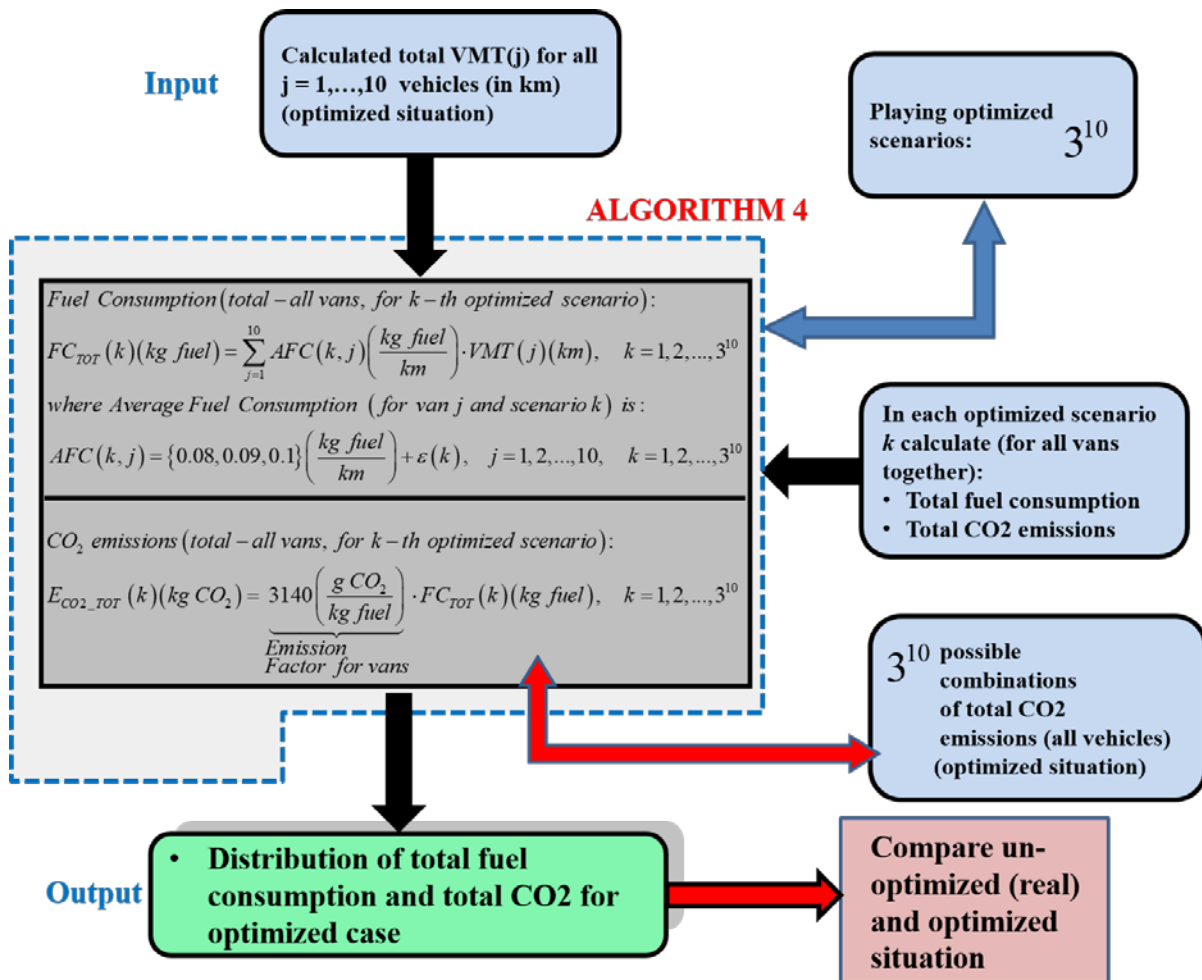 Input
Calculated total VMT(j) for all
j = 1,…,10 vehicles (in km)
(optimized situation)
Playing optimized
scenarios: 3^10
ALGORITHM 4
Fuel Consumption (total – all vans, for k – th optimized scenario) :
FC_TOT (k)(kg fuel) = ∑_{j=1}^{10} AFC(k, j) (kg fuel / km) · VMT(j)(km), k = 1, 2, ..., 3^10
where Average Fuel Consumption (for van j and scenario k) is :
AFC(k, j) = {0.08, 0.09, 0.1} (kg fuel / km) + ε(k), j = 1, 2, ..., 10, k = 1, 2, ..., 3^10
CO₂ emissions (total – all vans, for k – th optimized scenario) :
E_CO2_TOT (k)(kg CO₂) = 3140 (g CO₂ / kg fuel) · FC_TOT (k)(kg fuel), k = 1, 2, ..., 3^10
Emission
Factor for vans
In each optimized scenario
k calculate (for all vans
together):
• Total fuel consumption
• Total CO2 emissions
3^10 possible
combinations
of total CO2
emissions (all vehicles)
(optimized situation)
Output
• Distribution of total fuel
consumption and total CO2 for
optimized case
Compare un-
optimized (real)
and optimized
situation